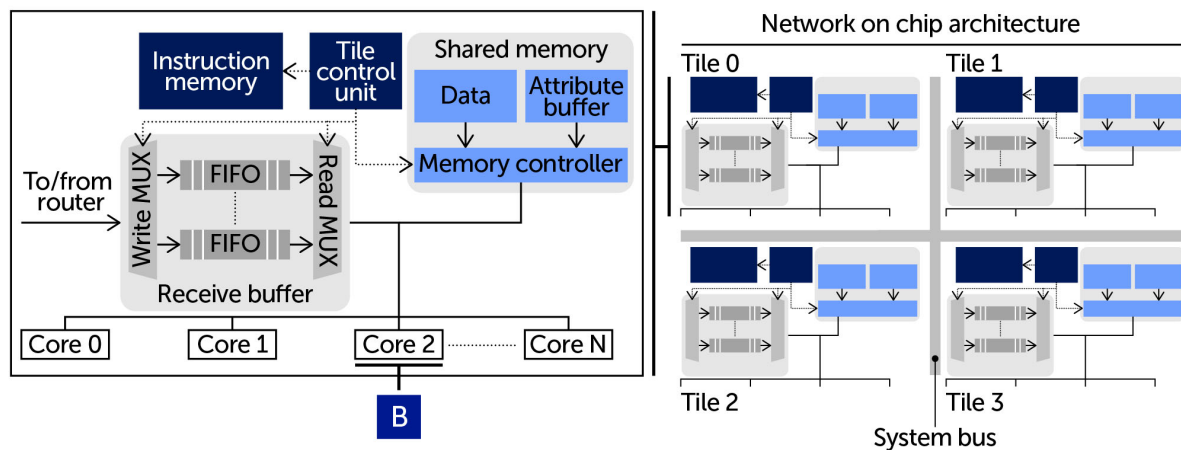 Network on chip architecture
Instruction
memory
Tile
control
unit
Shared memory
Data
Attribute
buffer
Memory controller
To/from
router
Write MUX
FIFO
FIFO
Read MUX
Receive buffer
Core 0
Core 1
Core 2
Core N
B
Tile 0
Tile 1
Tile 2
Tile 3
System bus